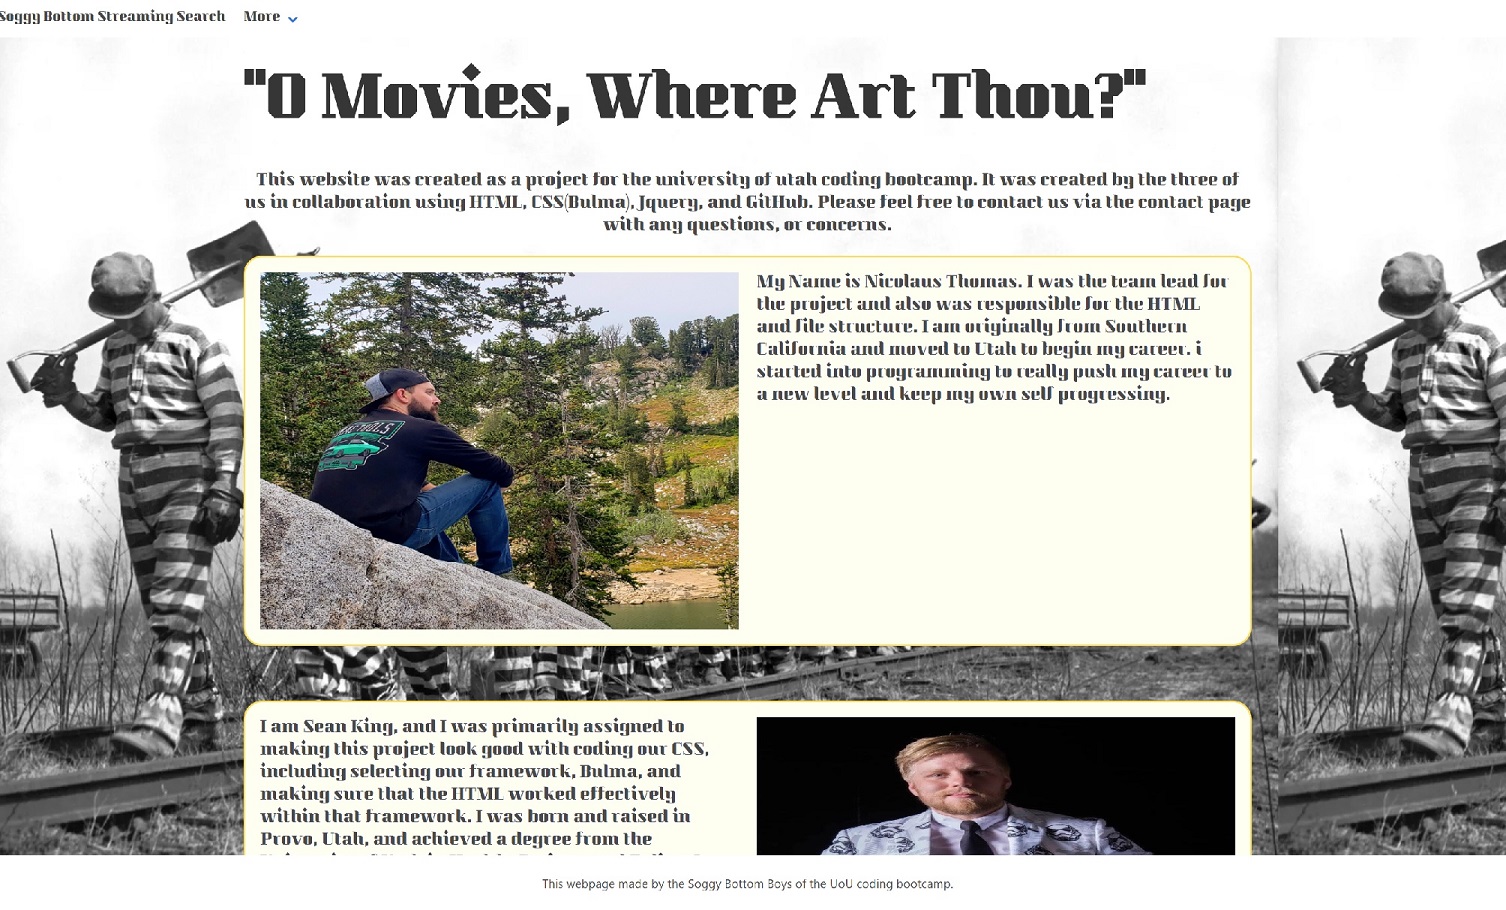 Soggy Bottom Streaming Search More
"O Movies, Where Art Thou?"
This website was created as a project for the university of utah coding bootcamp. It was created by the three of
us in collaboration using HTML, CSS(Bulma), Jquery, and GitHub. Please feel free to contact us via the contact page
with any questions, or concerns.
My Name is Nicolaus Thomas. I was the team lead for
the project and also was responsible for the HTML
and file structure. I am originally from Southern
California and moved to Utah to begin my career. i
started into programming to really push my career to
a new level and keep my own self progressing.
I am Sean King, and I was primarily assigned to
making this project look good with coding our CSS,
including selecting our framework, Bulma, and
making sure that the HTML worked effectively
within that framework. I was born and raised in
Provo, Utah, and achieved a degree from the
This webpage made by the Soggy Bottom Boys of the UoU coding bootcamp.